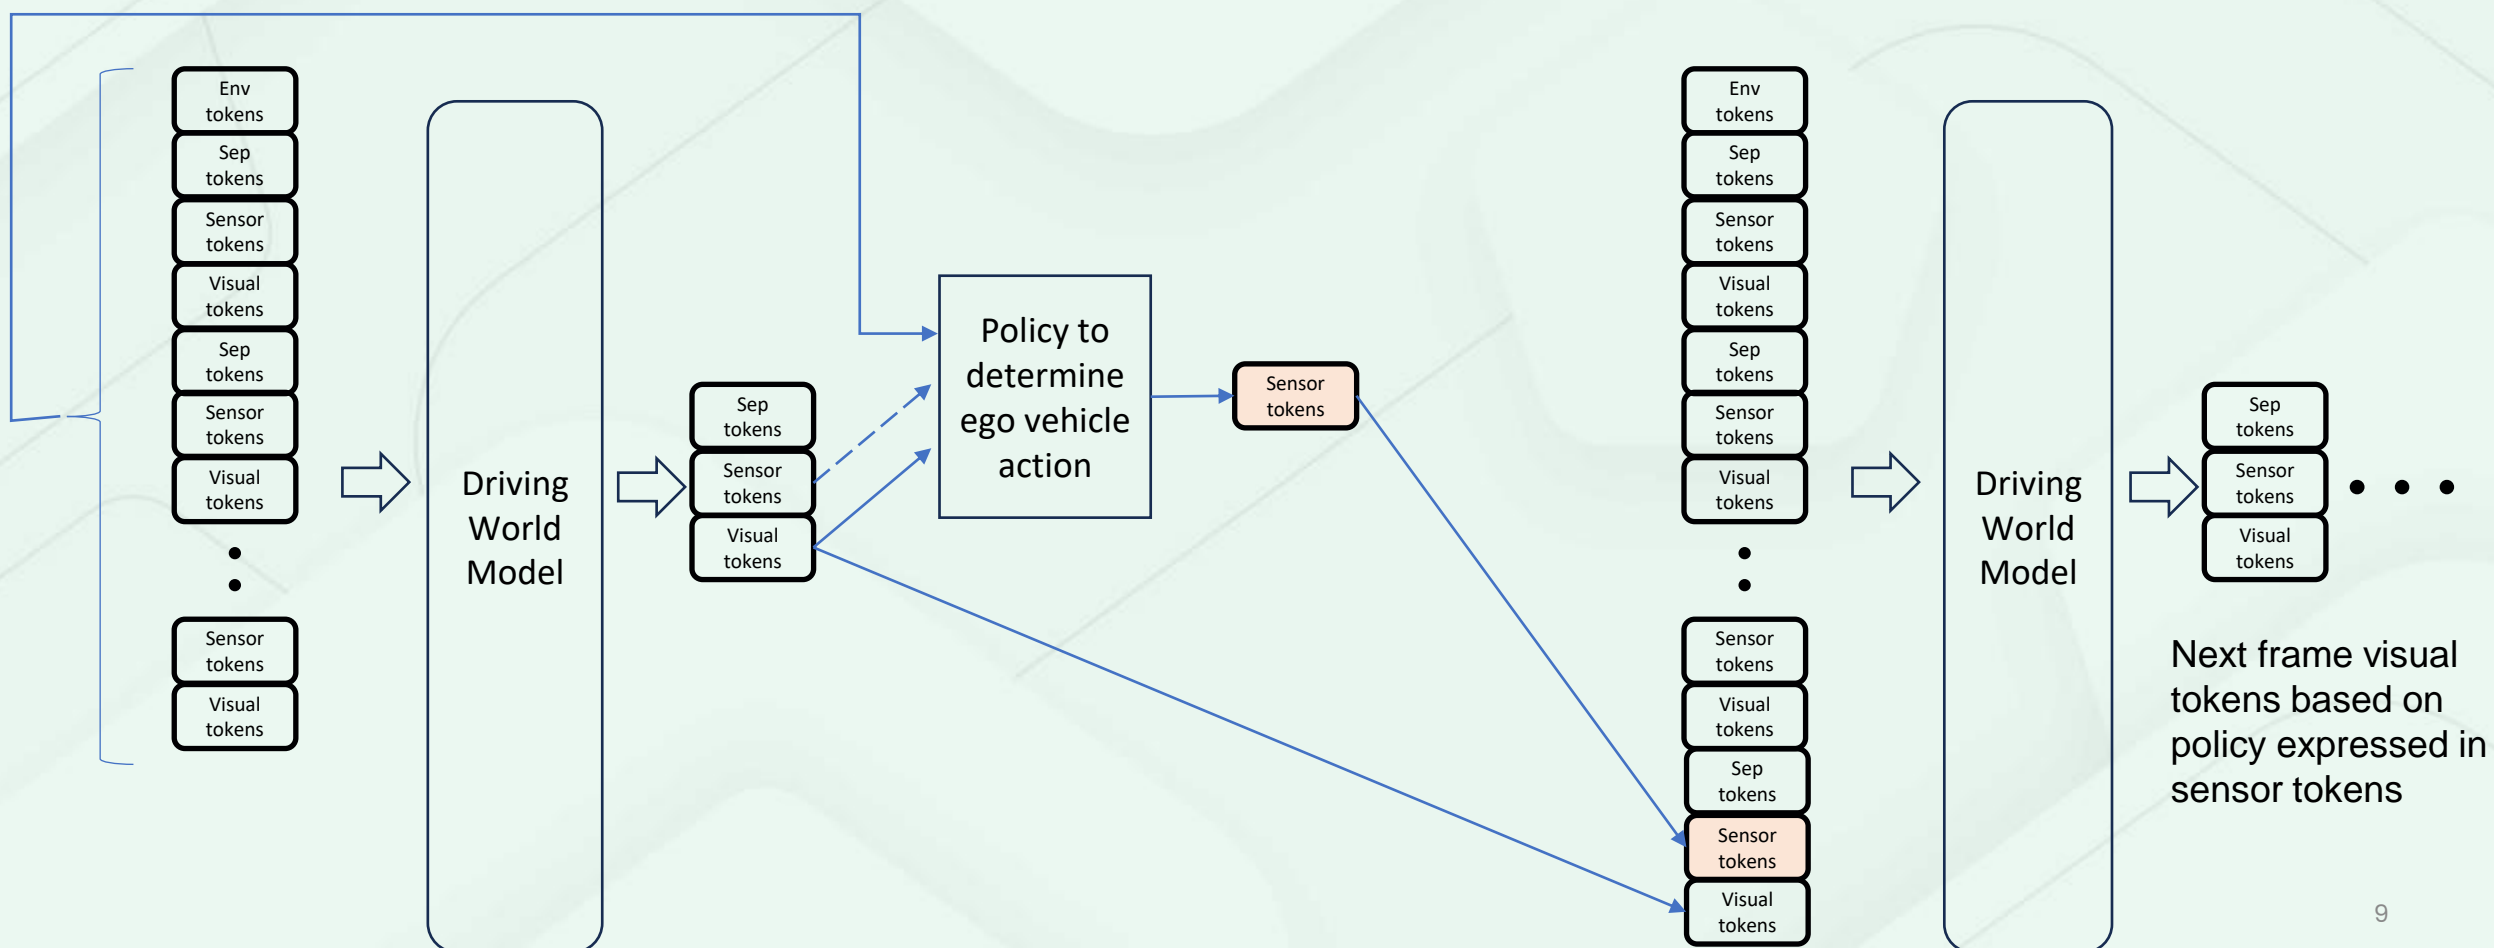 Env
tokens
Sep
tokens
Sensor
tokens
Visual
tokens
Sep
tokens
Sensor
tokens
Visual
tokens
Sensor
tokens
Visual
tokens
Driving
World
Model
Sep
tokens
Sensor
tokens
Visual
tokens
Policy to
determine
ego vehicle
action
Sensor
tokens
Env
tokens
Sep
tokens
Sensor
tokens
Visual
tokens
Sep
tokens
Sensor
tokens
Visual
tokens
Sensor
tokens
Visual
tokens
Sep
tokens
Sensor
tokens
Visual
tokens
Driving
World
Model
Sep
tokens
Sensor
tokens
Visual
tokens
Next frame visual
tokens based on
policy expressed in
sensor tokens
9